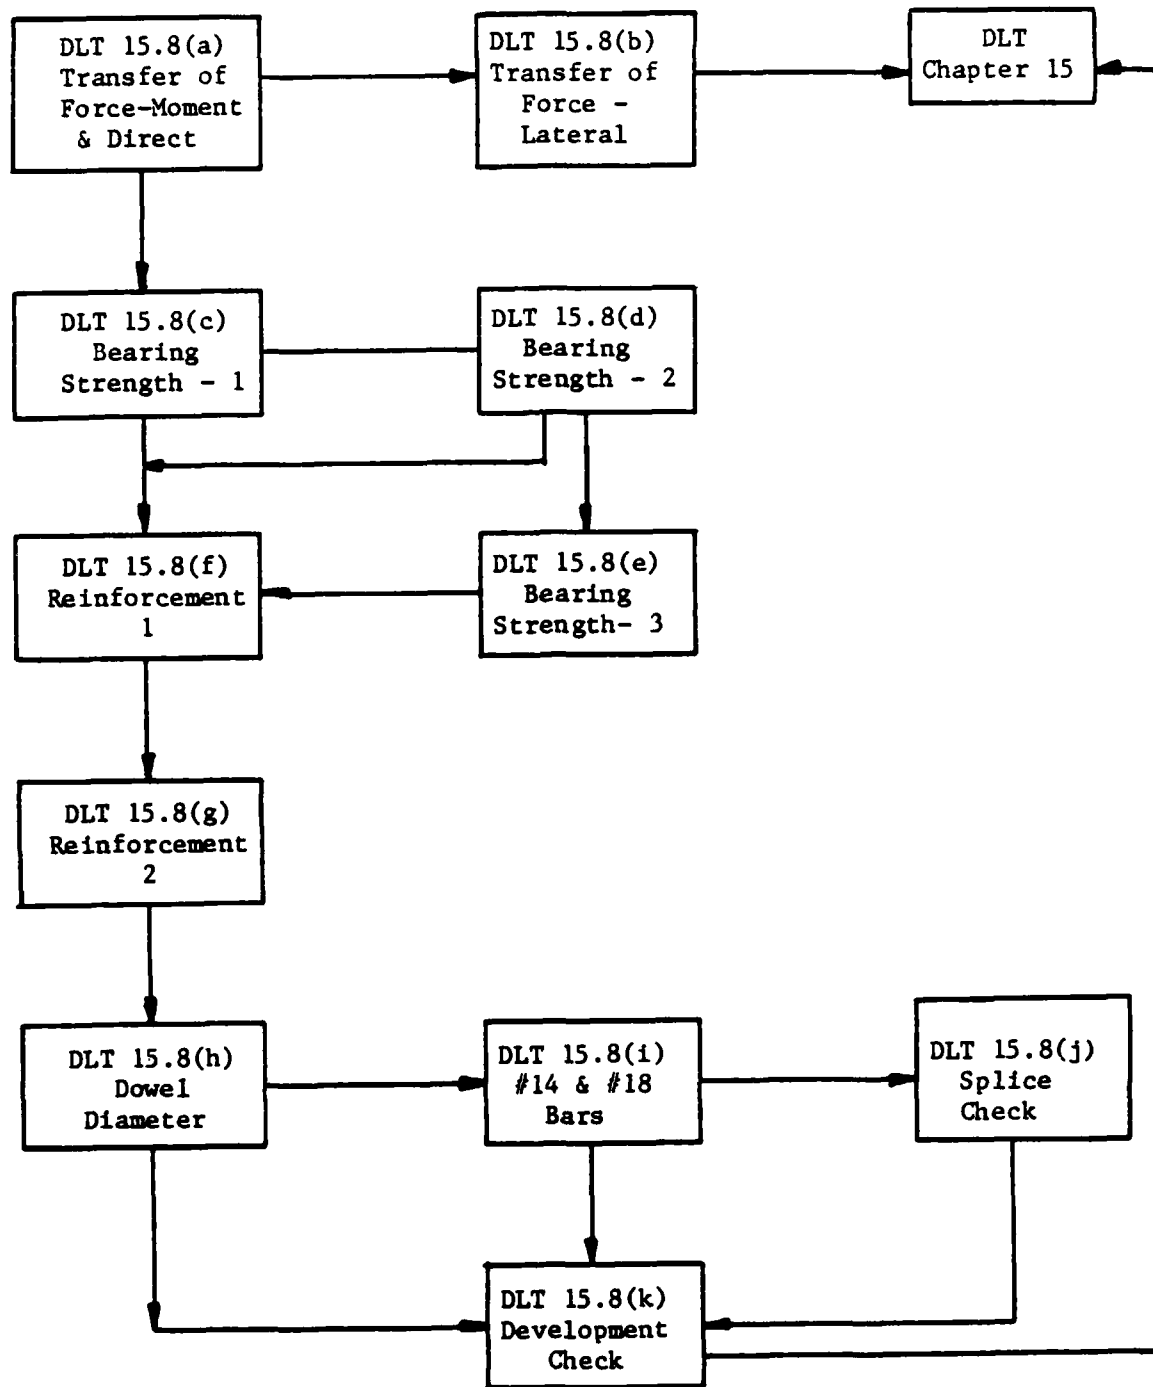 DLT 15.8(a)
Transfer of
Force-Moment
& Direct
DLT 15.8(b)
Transfer of
Force -
Lateral
DLT
Chapter 15
DLT 15.8(c)
Bearing
Strength - 1
DLT 15.8(d)
Bearing
Strength - 2
DLT 15.8(f)
Reinforcement
1
DLT 15.8(e)
Bearing
Strength- 3
DLT 15.8(g)
Reinforcement
2
DLT 15.8(h)
Dowel
Diameter
DLT 15.8(i)
#14 & #18
Bars
DLT 15.8(j)
Splice
Check
DLT 15.8(k)
Development
Check